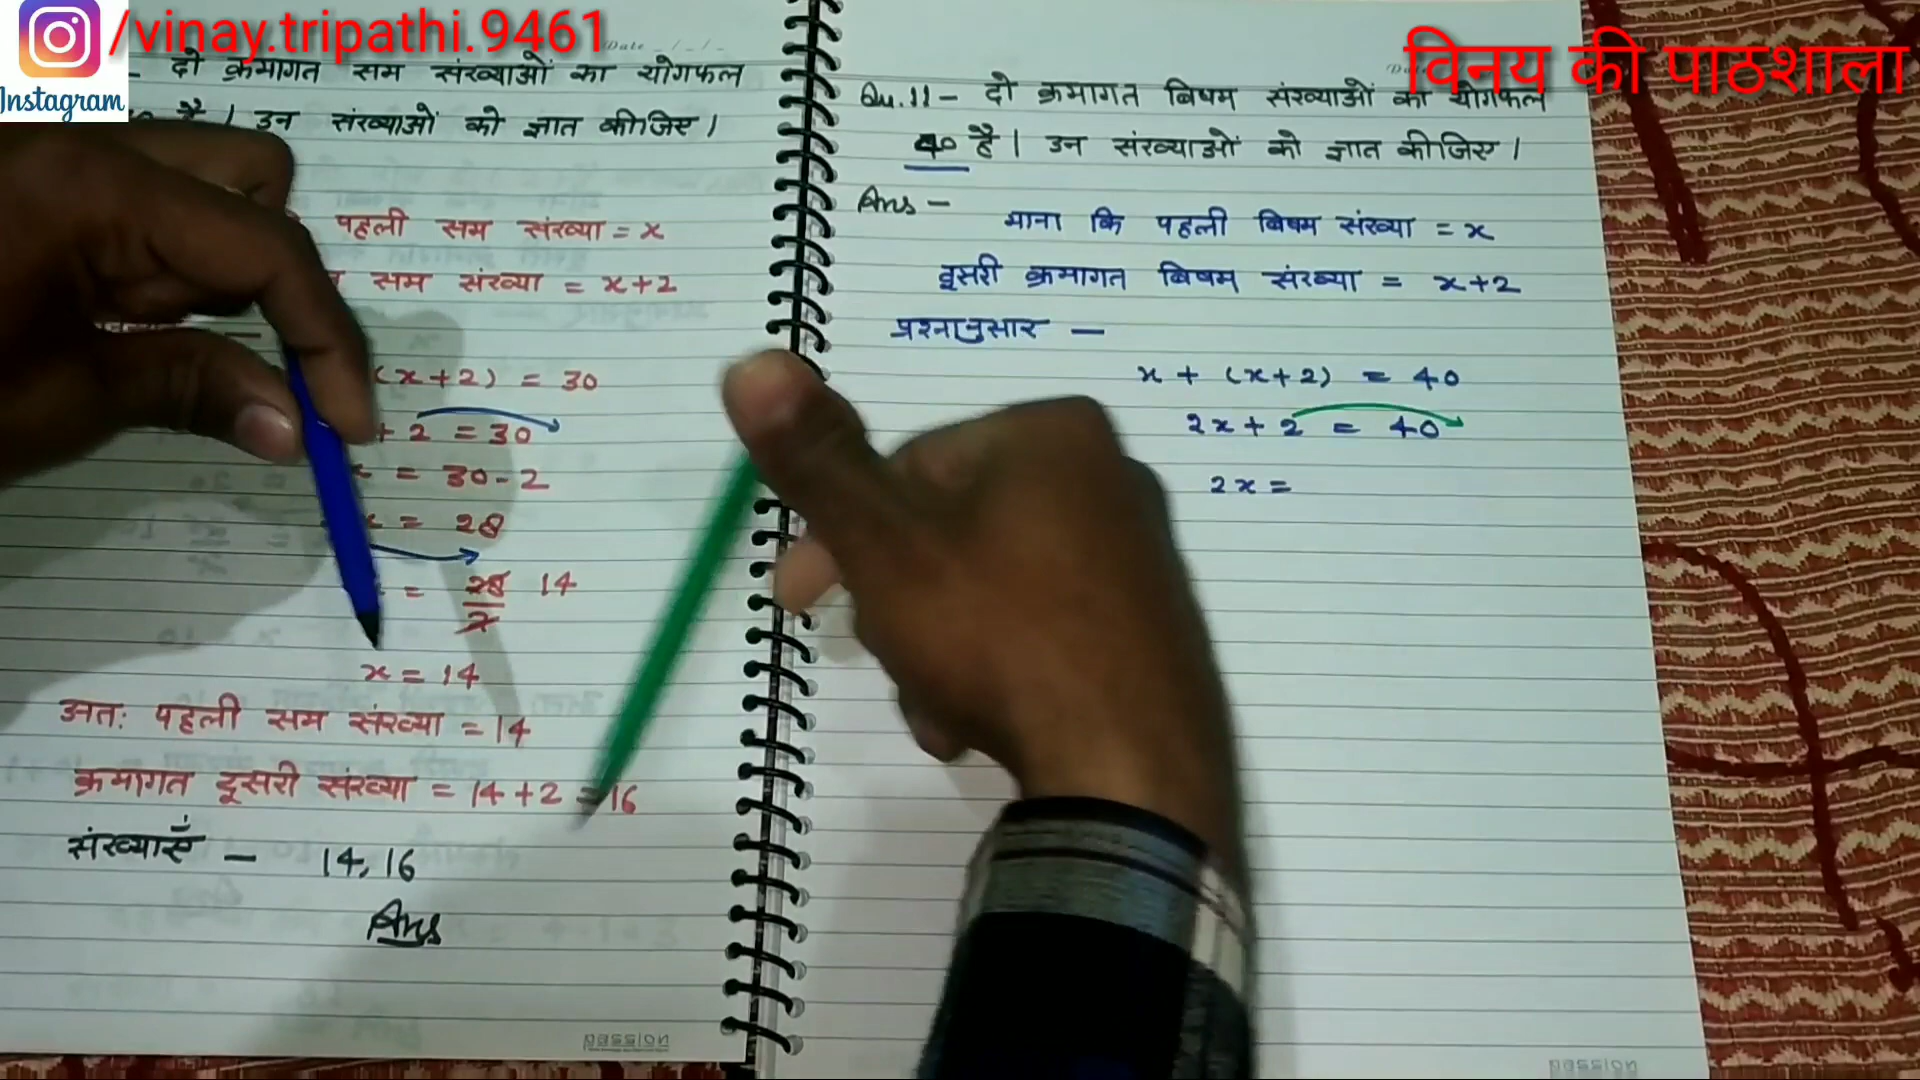 /vinay.tripathi.9461
Instagram
विनय की पाठशाला
Date
दो क्रमागत सम संख्याओं का योगफल
है । उन संख्याओं को ज्ञात कीजिए ।
पहली सम संख्या = x
सम संख्या = x+2
(x+2) = 30
+ 2 = 30
= 30-2
= 28
= 28/2 14
x = 14
अतः पहली सम संख्या = 14
क्रमागत दूसरी संख्या = 14+2 = 16
संख्याएँ - 14, 16
Ans
Qu.11- दो क्रमागत विषम संख्याओं का योगफल
40 है । उन संख्याओं को ज्ञात कीजिए ।
Ans -
माना कि पहली विषम संख्या = x
दूसरी क्रमागत विषम संख्या = x+2
प्रश्नानुसार -
x + (x+2) = 40
2x + 2 = 40
2x =